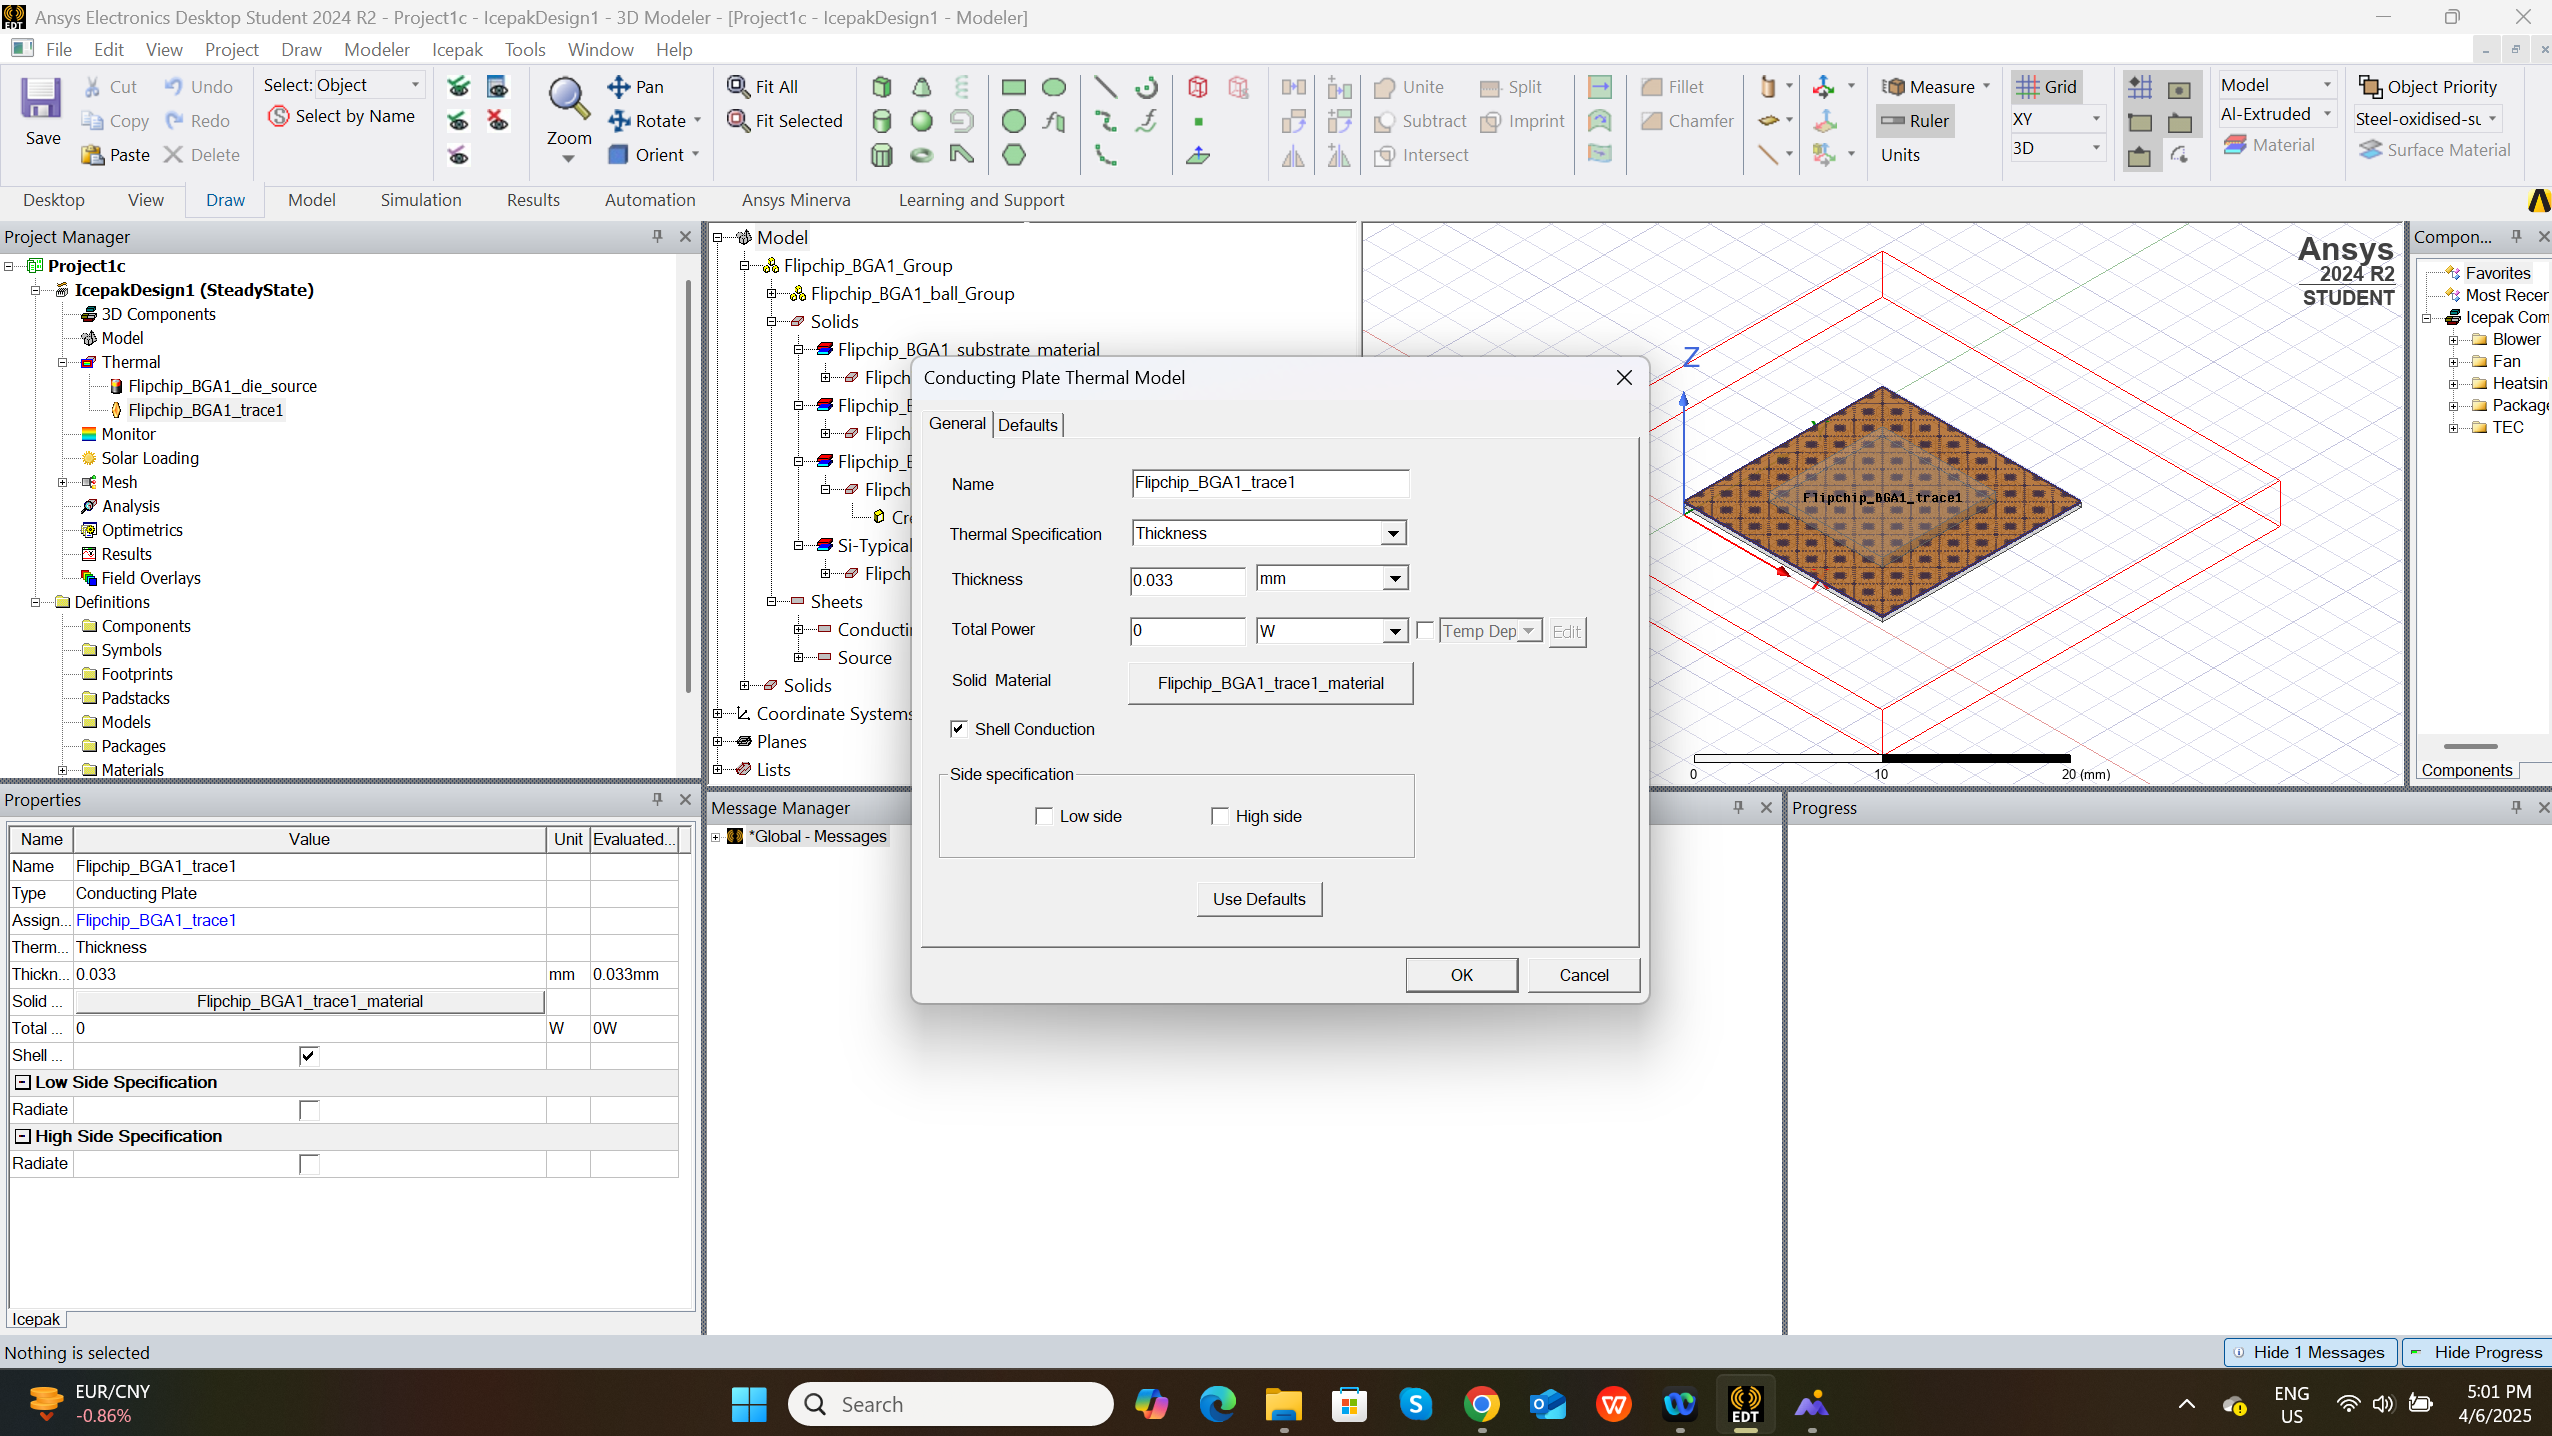 Ansys Electronics Desktop Student 2024 R2 - Project1c - IcepakDesign1 - 3D Modeler - [Project1c - IcepakDesign1 - Modeler]
File Edit View Project Draw Modeler Icepak Tools Window Help
Save
Cut
Copy
Paste
Undo
Redo
Delete
Select: Object
Select by Name
Zoom
Pan
Rotate
Orient
Fit All
Fit Selected
Unite
Subtract
Intersect
Split
Imprint
Fillet
Chamfer
Measure
Ruler
Units
Grid
XY
3D
Model
Al-Extruded
Material
Object Priority
Steel-oxidised-su
Surface Material
Desktop View Draw Model Simulation Results Automation Ansys Minerva Learning and Support
Project Manager
Project1c
IcepakDesign1 (SteadyState)
3D Components
Model
Thermal
Flipchip_BGA1_die_source
Flipchip_BGA1_trace1
Monitor
Solar Loading
Mesh
Analysis
Optimetrics
Results
Field Overlays
Definitions
Components
Symbols
Footprints
Padstacks
Models
Packages
Materials
Model
Flipchip_BGA1_Group
Flipchip_BGA1_ball_Group
Solids
Flipchip_BGA1_substrate_material
Flipch
Flipchip_B
Flipch
Flipchip_B
Flipch
Cre
Si-Typical
Flipch
Sheets
Conducti
Source
Solids
Coordinate Systems
Planes
Lists
Conducting Plate Thermal Model
General Defaults
Name Flipchip_BGA1_trace1
Thermal Specification Thickness
Thickness 0.033 mm
Total Power 0 W Temp Dep Edit
Solid Material Flipchip_BGA1_trace1_material
Shell Conduction
Side specification
Low side High side
Use Defaults
OK Cancel
Ansys
2024 R2
STUDENT
Z
Flipchip_BGA1_trace1
X
0 10 20 (mm)
Compon...
Favorites
Most Recen
Icepak Com
Blower
Fan
Heatsin
Package
TEC
Components
Properties
Name Value Unit Evaluated...
Name Flipchip_BGA1_trace1
Type Conducting Plate
Assign... Flipchip_BGA1_trace1
Therm... Thickness
Thickn... 0.033 mm 0.033mm
Solid ... Flipchip_BGA1_trace1_material
Total ... 0 W 0W
Shell ...
Low Side Specification
Radiate
High Side Specification
Radiate
Icepak
Message Manager
*Global - Messages
Progress
Nothing is selected
Hide 1 Messages Hide Progress
EUR/CNY
-0.86%
Search
EDT
ENG
US
5:01 PM
4/6/2025